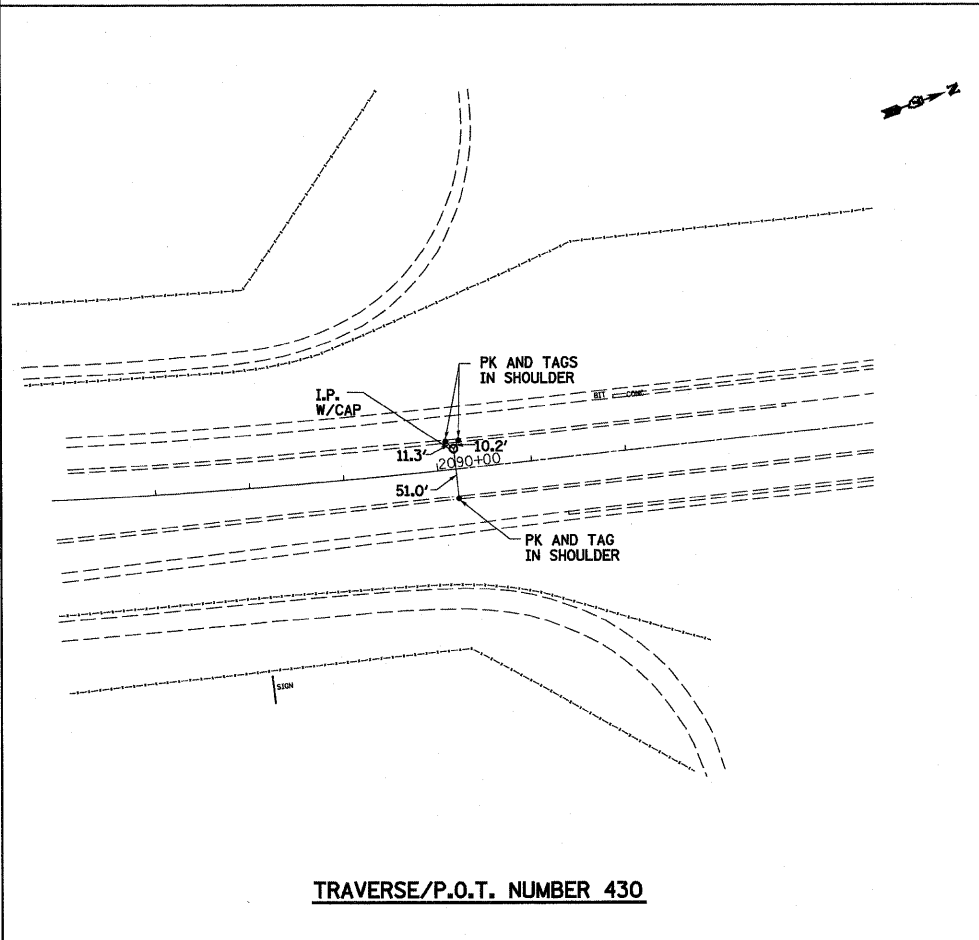 N
PK AND TAGS
IN SHOULDER
I.P.
W/CAP
BIT
CONC
11.3'
10.2'
2090+00
51.0'
PK AND TAG
IN SHOULDER
SIGN
TRAVERSE/P.O.T. NUMBER 430